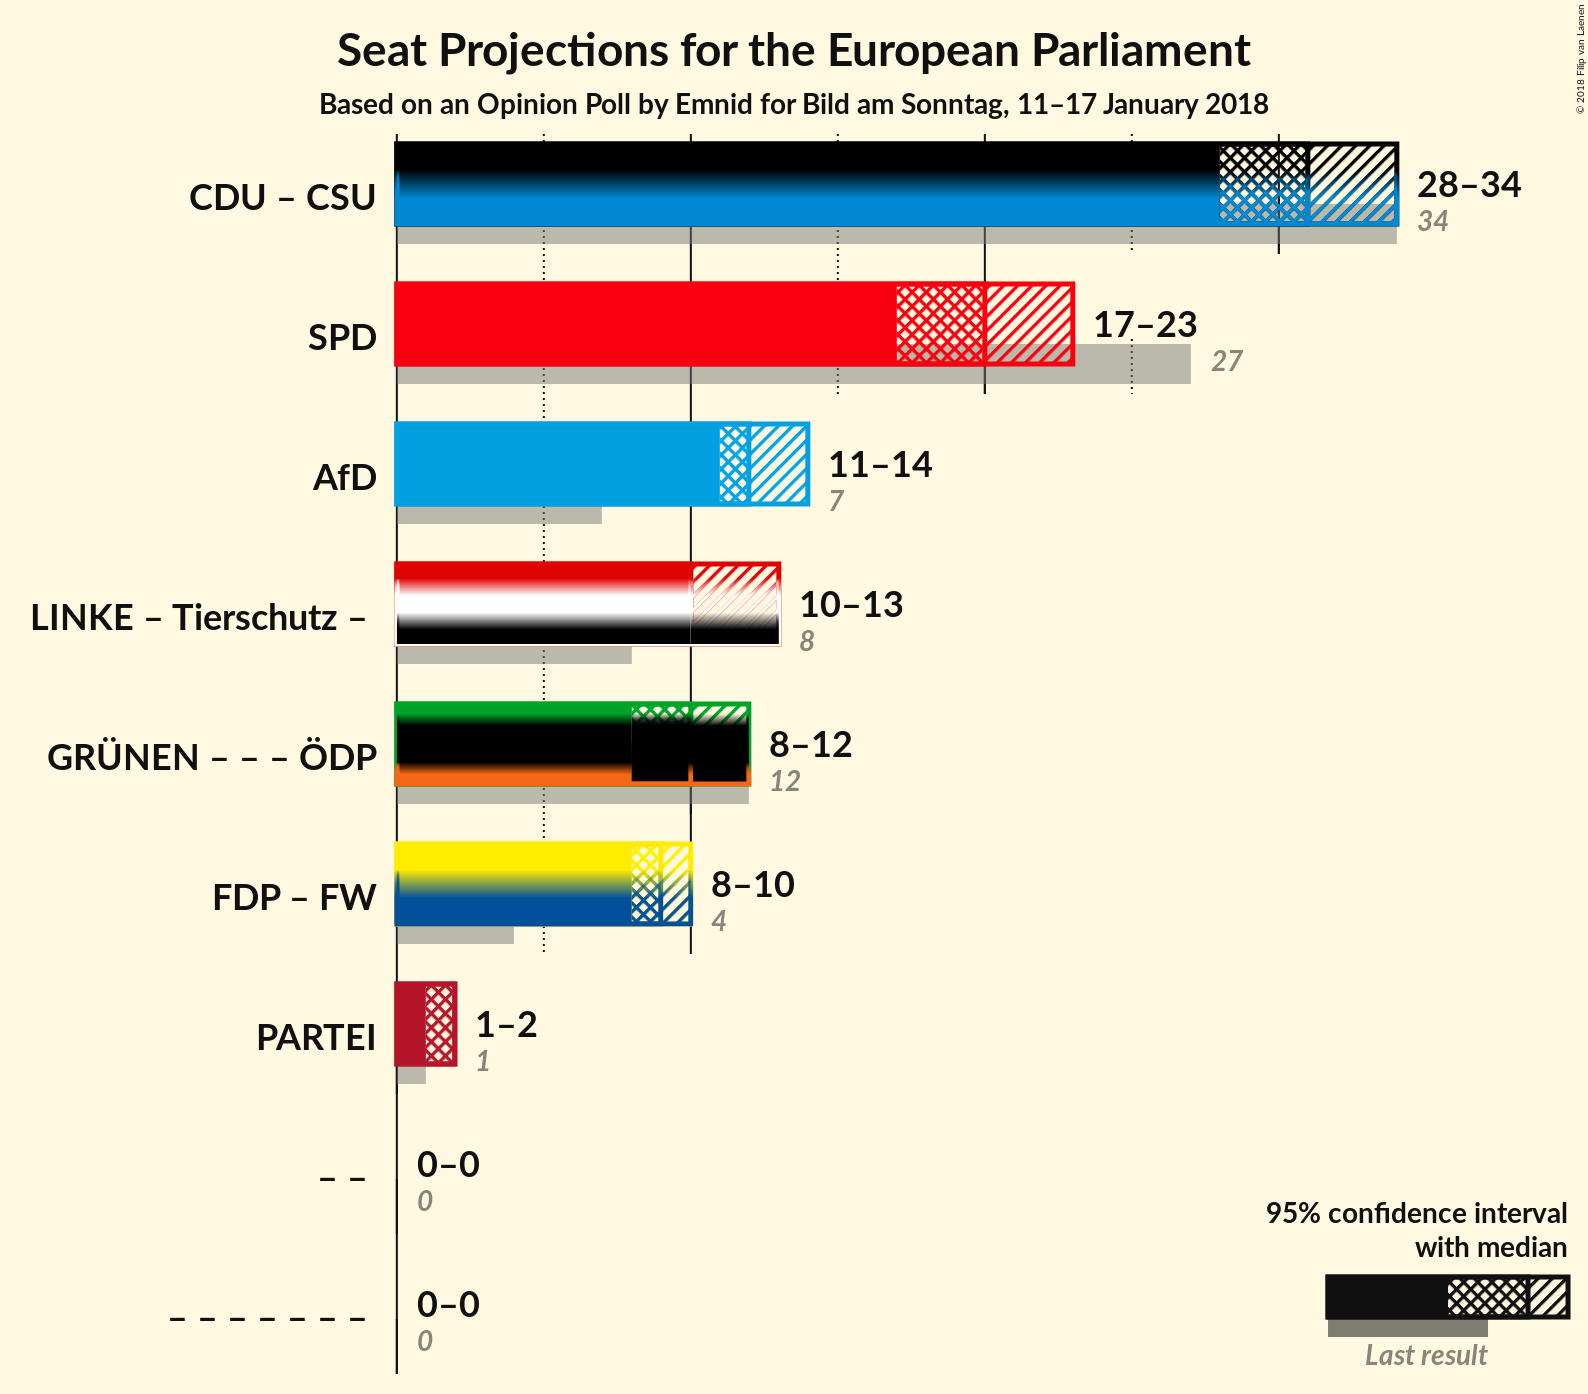 Seat Projections for the European Parliament
Based on an Opinion Poll by Emnid for Bild am Sonntag, 11–17 January 2018
© 2018 Filip van Laenen
CDU – CSU
28–34
34
SPD
17–23
27
AfD
11–14
7
LINKE – Tierschutz –
10–13
8
GRÜNEN – – – ÖDP
8–12
12
FDP – FW
8–10
4
PARTEI
1–2
1
– –
0–0
0
– – – – – – –
0–0
0
95% confidence interval
with median
Last result